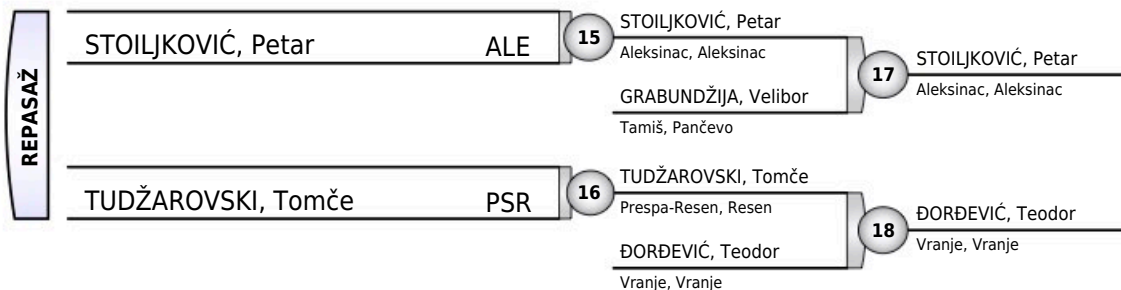 REPASAŽ
STOILJKOVIĆ, Petar ALE
15
STOILJKOVIĆ, Petar
Aleksinac, Aleksinac
GRABUNDŽIJA, Velibor
Tamiš, Pančevo
17
STOILJKOVIĆ, Petar
Aleksinac, Aleksinac
TUDŽAROVSKI, Tomče PSR
16
TUDŽAROVSKI, Tomče
Prespa-Resen, Resen
ĐORĐEVIĆ, Teodor
Vranje, Vranje
18
ĐORĐEVIĆ, Teodor
Vranje, Vranje